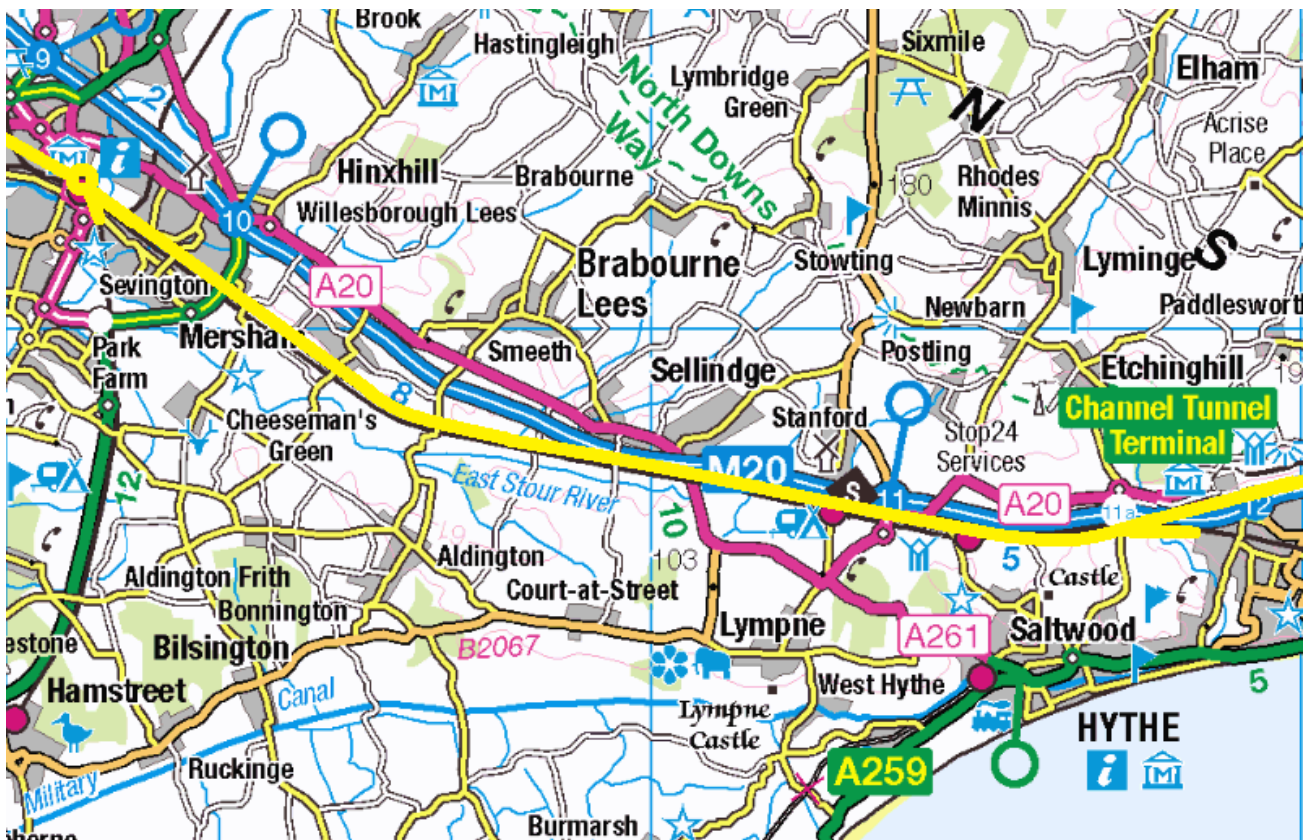 Brook
Hastingleigh
Sixmile
Elham
9
2
Lymbridge
Green
North Downs
Way
N
Acrise
Place
M
i
Hinxhill
Brabourne
180
Rhodes
Minnis
10
Willesborough Lees
S
A20
Brabourne
Lees
Stowting
Lyminge
Sevington
Newbarn
Paddleswort
Mersham
Park
Farm
Smeeth
Sellindge
Postling
Etchinghill
19
8
Cheeseman's
Green
Stanford
Stop24
Services
Channel Tunnel
Terminal
M
12
East Stour River
M20
S
11
A20
11a
12
10
103
5
Aldington
Aldington Frith
Bonnington
Court-at-Street
Castle
estone
Bilsington
B2067
Lympne
A261
Saltwood
Hamstreet
Canal
West Hythe
5
Lympne
Castle
HYTHE
Ruckinge
A259
i
M
Military
Burmarsh